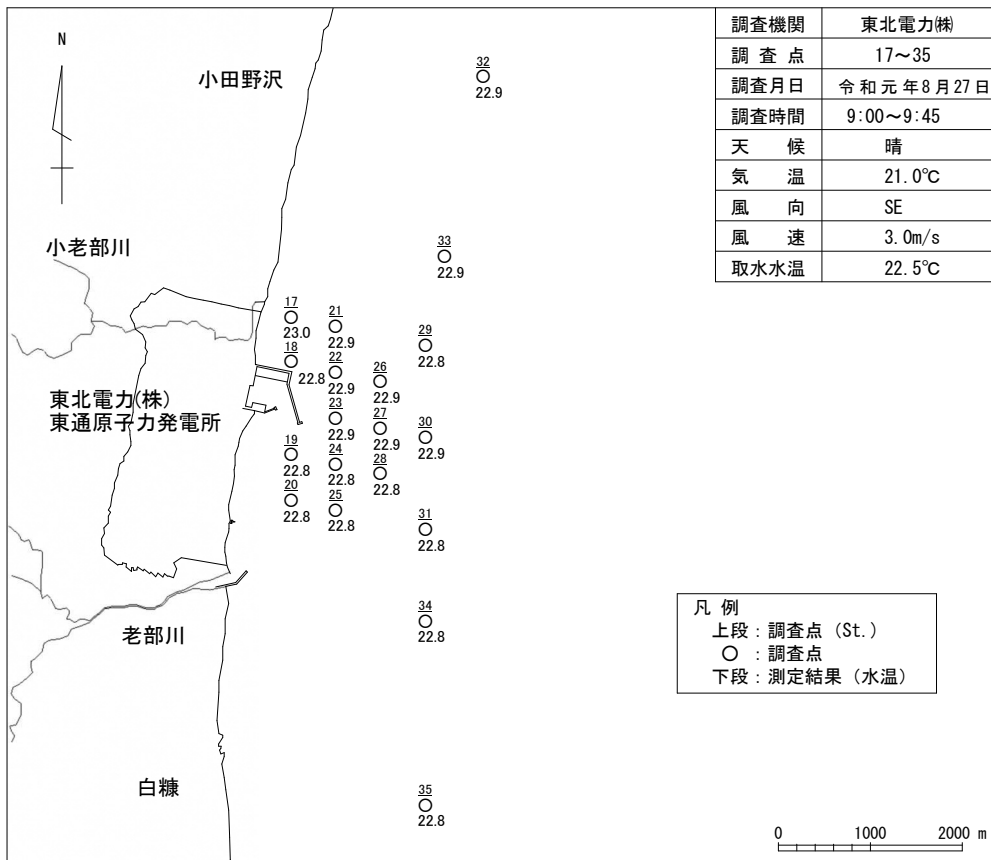 調査機関 東北電力㈱
調査点 17～35
調査月日 令和元年8月27日
調査時間 9:00～9:45
天候 晴
気温 21.0℃
風向 SE
風速 3.0m/s
取水水温 22.5℃
N
小田野沢
32
22.9
小老部川
33
22.9
17
23.0
21
22.9
29
22.8
18
22.8
22
22.9
26
22.9
東北電力(株)
東通原子力発電所
23
22.9
27
22.9
30
22.9
19
22.8
24
22.8
28
22.8
20
22.8
25
22.8
31
22.8
34
22.8
老部川
凡例
上段：調査点（St.）
○：調査点
下段：測定結果（水温）
白糠
35
22.8
0 1000 2000 m